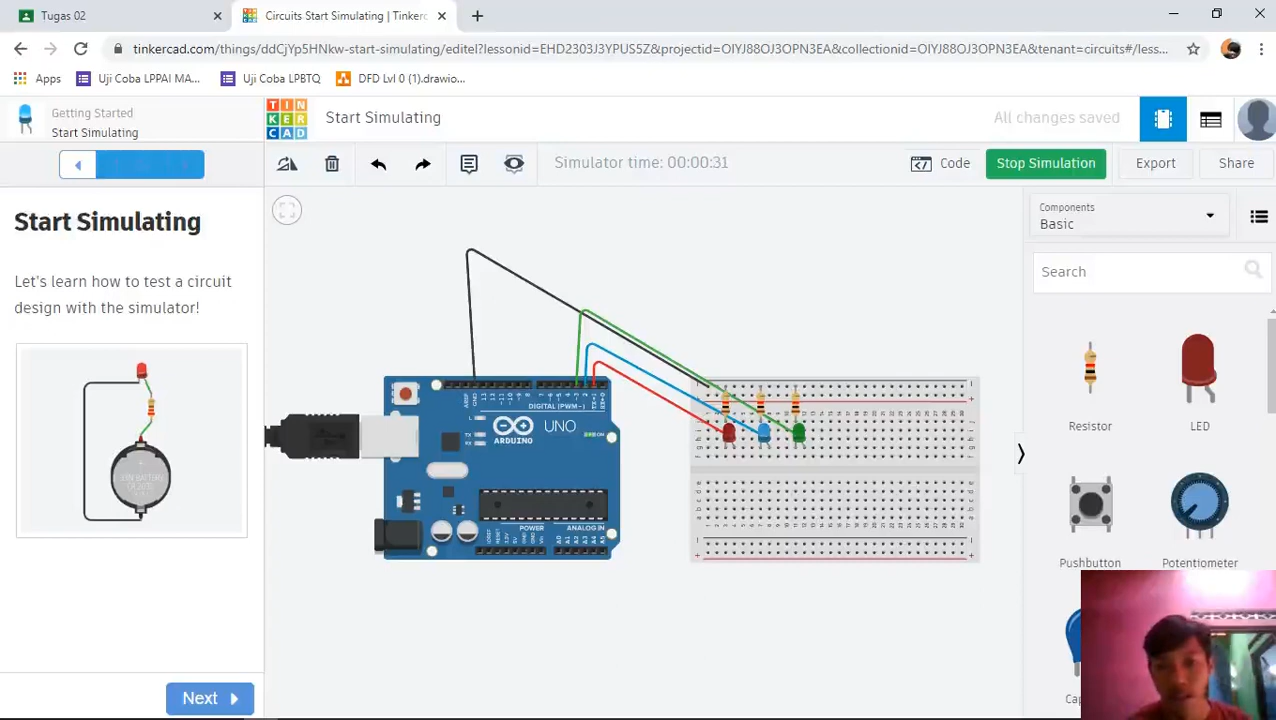 Tugas 02
Circuits Start Simulating | Tinkerc
tinkercad.com/things/ddCjYp5HNkw-start-simulating/editel?lessonid=EHD2303J3YPUS5Z&projectid=OIYJ88OJ3OPN3EA&collectionid=OIYJ88OJ3OPN3EA&tenant=circuits#/less...
Apps
Uji Coba LPPAI MA...
Uji Coba LPBTQ
DFD Lvl 0 (1).drawio...
Getting Started
Start Simulating
TINKERCAD
Start Simulating
All changes saved
Simulator time: 00:00:31
Code
Stop Simulation
Export
Share
Start Simulating
Let's learn how to test a circuit
design with the simulator!
Next
DIGITAL (PWM~)
UNO
ARDUINO
L
TX
RX
ON
POWER
ANALOG IN
Components
Basic
Search
Resistor
LED
Pushbutton
Potentiometer